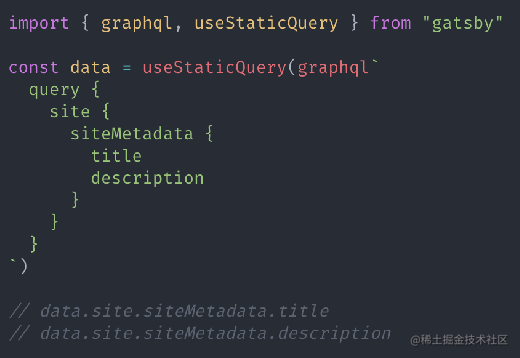 import { graphql, useStaticQuery } from "gatsby"
const data = useStaticQuery(graphql`
  query {
    site {
      siteMetadata {
        title
        description
      }
    }
  }
`)
// data.site.siteMetadata.title
// data.site.siteMetadata.description
@稀土掘金技术社区